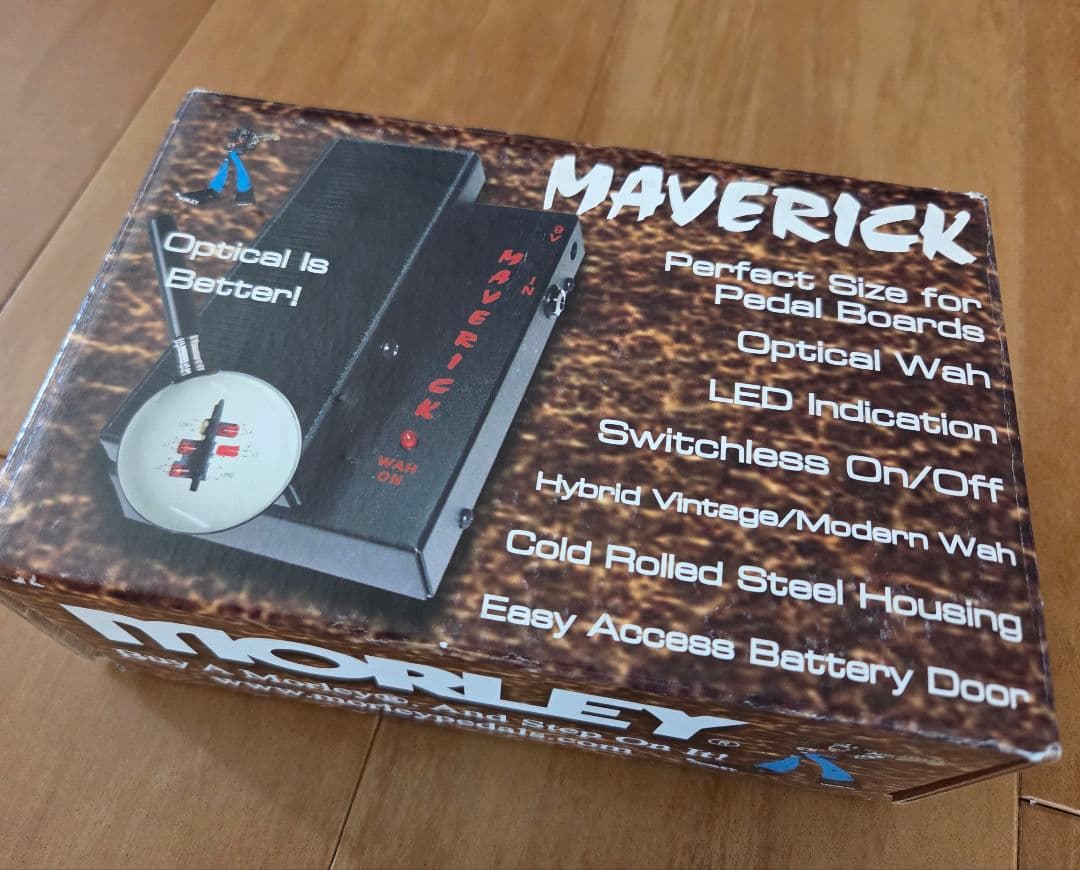 MAVERICK
Optical Is
Better!
Perfect Size for
Pedal Boards
Optical Wah
LED Indication
Switchless On/Off
Hybrid Vintage/Modern Wah
Cold Rolled Steel Housing
Easy Access Battery Door
MORLEY
9V
IN
MAVERICK
WAH
ON
MORLEY®
Buy A Morley®, And Step On It!
www.morleypedals.com